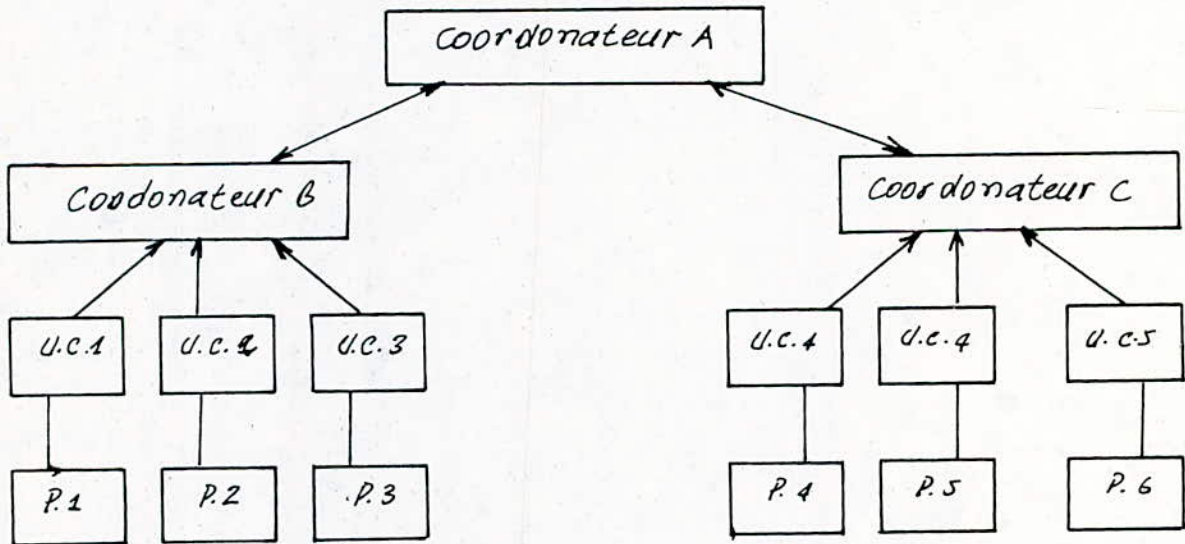 Coordonateur A
Coodonateur B
Coordonateur C
U.C.1
U.C.2
U.C.3
U.C.4
U.C.4
U.C.5
P.1
P.2
P.3
P.4
P.5
P.6